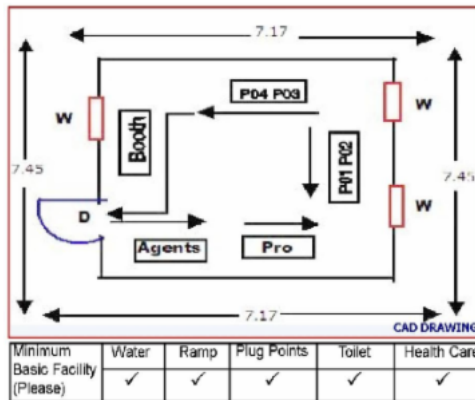 7.17
W
Booth
P04 P03
W
7.45
P01 P02
7.45
D
W
Agents
Pro
7.17
CAD DRAWING
Minimum Basic Facility (Please)
Water
Ramp
Plug Points
Toilet
Health Care
✓ ✓ ✓ ✓ ✓